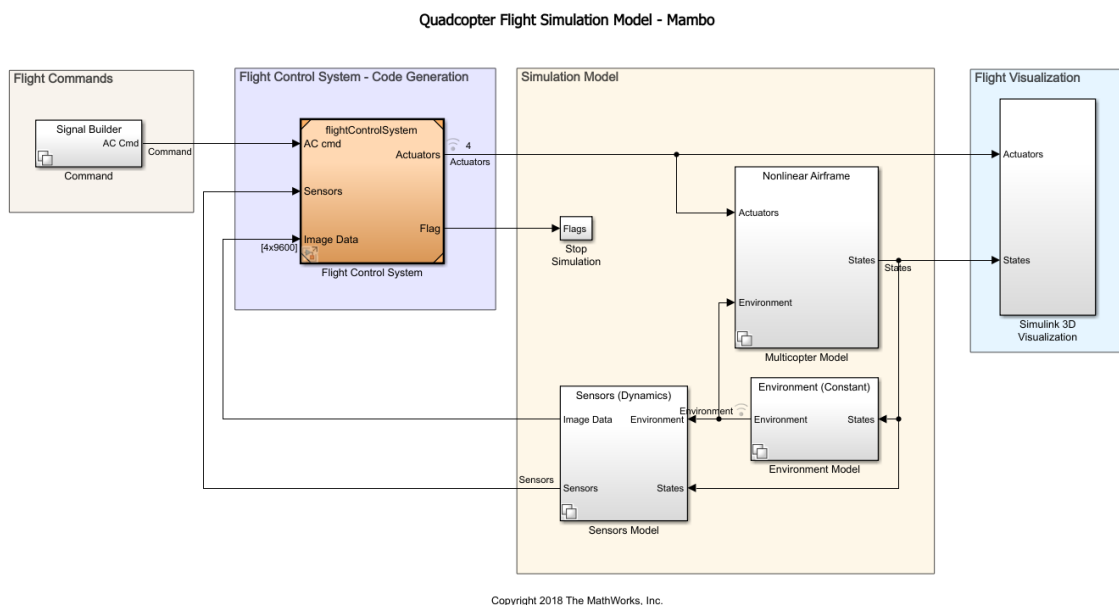 Quadcopter Flight Simulation Model - Mambo
Flight Commands
Signal Builder
AC Cmd
Command
Command
Flight Control System - Code Generation
flightControlSystem
AC cmd
Actuators
Sensors
Flag
Image Data
[4x9600]
Flight Control System
4
Actuators
Simulation Model
Flags
Stop
Simulation
Nonlinear Airframe
Actuators
States
Environment
Multicopter Model
States
Sensors (Dynamics)
Image Data
Environment
Sensors
States
Sensors Model
Sensors
Environment
Environment (Constant)
Environment
States
Environment Model
Flight Visualization
Actuators
States
Simulink 3D
Visualization
Copyright 2018 The MathWorks, Inc.